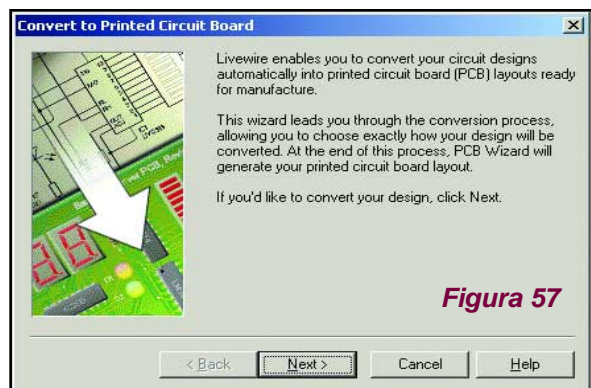 Convert to Printed Circuit Board
Livewire enables you to convert your circuit designs
automatically into printed circuit board (PCB) layouts ready
for manufacture.
This wizard leads you through the conversion process,
allowing you to choose exactly how your design will be
converted. At the end of this process, PCB Wizard will
generate your printed circuit board layout.
If you'd like to convert your design, click Next.
Figura 57
< Back
Next >
Cancel
Help